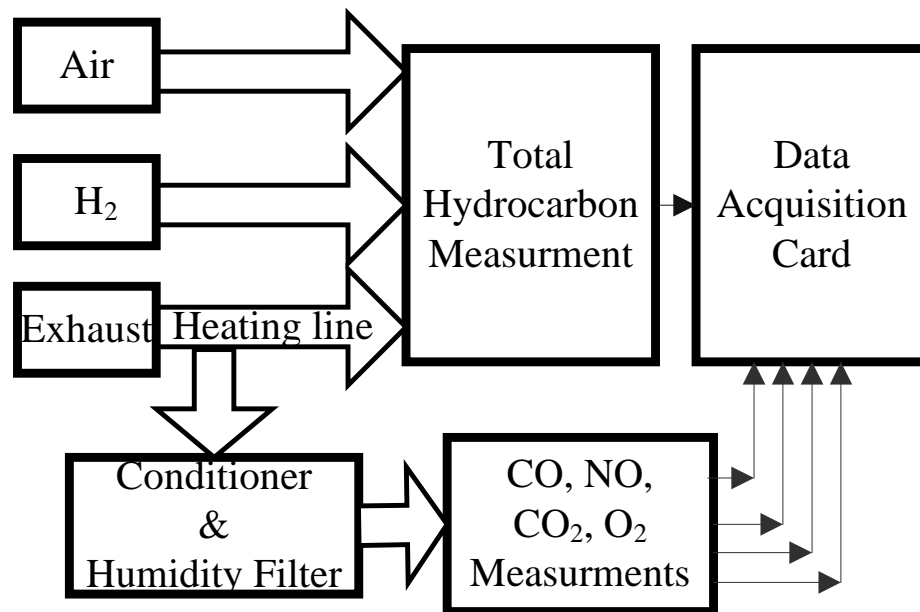 Air
H₂
Exhaust
Heating line
Total
Hydrocarbon
Measurment
Data
Acquisition
Card
Conditioner
&
Humidity Filter
CO, NO,
CO₂, O₂
Measurments